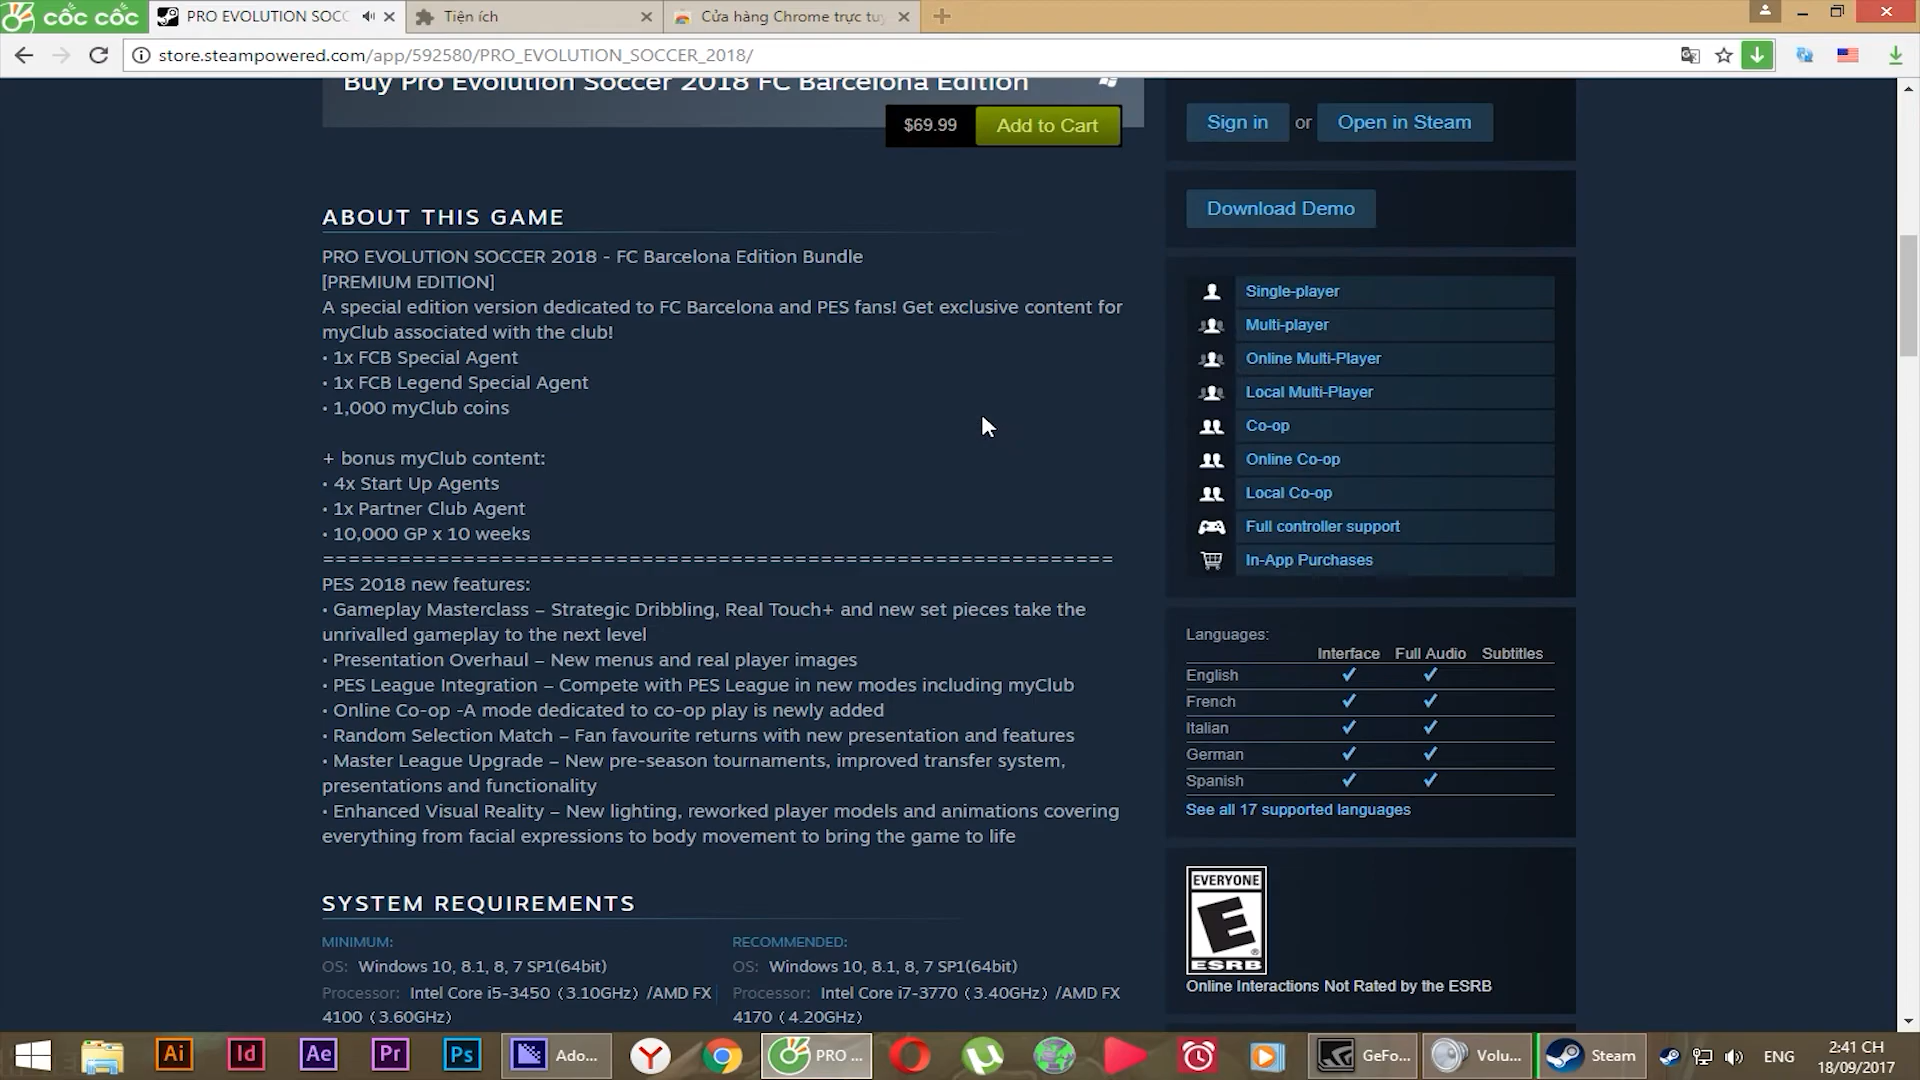 cốc cốc
PRO EVOLUTION SOCC
Tiện ích
Cửa hàng Chrome trực tuy
store.steampowered.com/app/592580/PRO_EVOLUTION_SOCCER_2018/
Buy Pro Evolution Soccer 2018 FC Barcelona Edition
$69.99
Add to Cart
Sign in or Open in Steam
Download Demo
ABOUT THIS GAME
PRO EVOLUTION SOCCER 2018 - FC Barcelona Edition Bundle
[PREMIUM EDITION]
A special edition version dedicated to FC Barcelona and PES fans! Get exclusive content for
myClub associated with the club!
• 1x FCB Special Agent
• 1x FCB Legend Special Agent
• 1,000 myClub coins
+ bonus myClub content:
• 4x Start Up Agents
• 1x Partner Club Agent
• 10,000 GP x 10 weeks
==============================================================
PES 2018 new features:
• Gameplay Masterclass – Strategic Dribbling, Real Touch+ and new set pieces take the
unrivalled gameplay to the next level
• Presentation Overhaul – New menus and real player images
• PES League Integration – Compete with PES League in new modes including myClub
• Online Co-op -A mode dedicated to co-op play is newly added
• Random Selection Match – Fan favourite returns with new presentation and features
• Master League Upgrade – New pre-season tournaments, improved transfer system,
presentations and functionality
• Enhanced Visual Reality – New lighting, reworked player models and animations covering
everything from facial expressions to body movement to bring the game to life
SYSTEM REQUIREMENTS
MINIMUM:
OS: Windows 10, 8.1, 8, 7 SP1(64bit)
Processor: Intel Core i5-3450（3.10GHz）/AMD FX
4100（3.60GHz）
RECOMMENDED:
OS: Windows 10, 8.1, 8, 7 SP1(64bit)
Processor: Intel Core i7-3770（3.40GHz）/AMD FX
4170（4.20GHz）
Single-player
Multi-player
Online Multi-Player
Local Multi-Player
Co-op
Online Co-op
Local Co-op
Full controller support
In-App Purchases
Languages:
Interface Full Audio Subtitles
English ✓ ✓
French ✓ ✓
Italian ✓ ✓
German ✓ ✓
Spanish ✓ ✓
See all 17 supported languages
EVERYONE
E
ESRB
Online Interactions Not Rated by the ESRB
Ai
Id
Ae
Pr
Ps
Ado...
PRO ...
GeFo...
Volu...
Steam
ENG
2:41 CH
18/09/2017